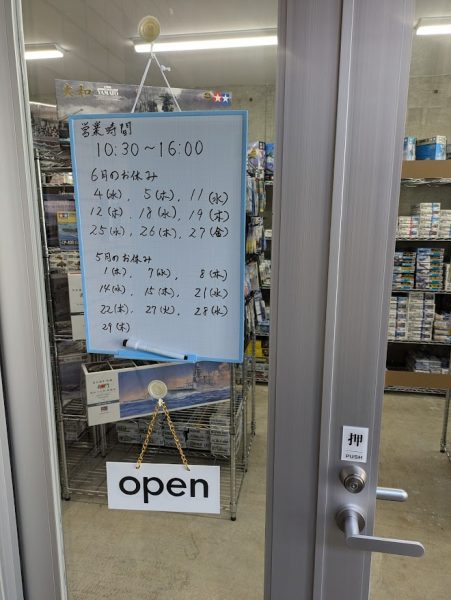 大和
YAMATO
営業時間
10:30～16:00
6月のお休み
4(水)、5(木)、11(水)
12(木)、18(水)、19(木)
25(水)、26(木)、27(金)
5月のお休み
1(木)、7(水)、8(木)
14(水)、15(木)、21(水)
22(木)、27(火)、28(水)
29(木)
open
押
PUSH